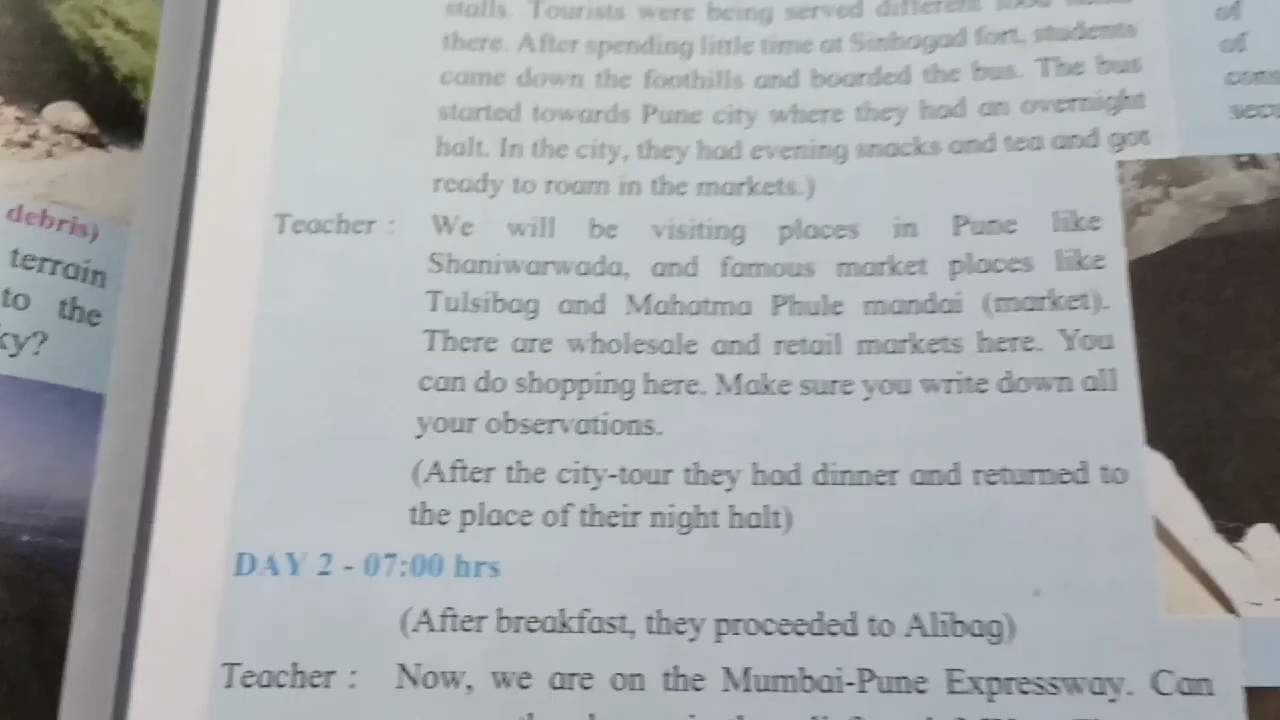 stalls. Tourists were being served different
there. After spending little time at Sinhagad fort, students
came down the foothills and boarded the bus. The bus
started towards Pune city where they had an overnight
halt. In the city, they had evening snacks and tea and got
ready to roam in the markets.)
Teacher : We will be visiting places in Pune like
Shaniwarwada, and famous market places like
Tulsibag and Mahatma Phule mandai (market).
There are wholesale and retail markets here. You
can do shopping here. Make sure you write down all
your observations.
(After the city-tour they had dinner and returned to
the place of their night halt)
DAY 2 - 07:00 hrs
(After breakfast, they proceeded to Alibag)
Teacher : Now, we are on the Mumbai-Pune Expressway. Can
debris)
terrain
to the
ky?
of
of